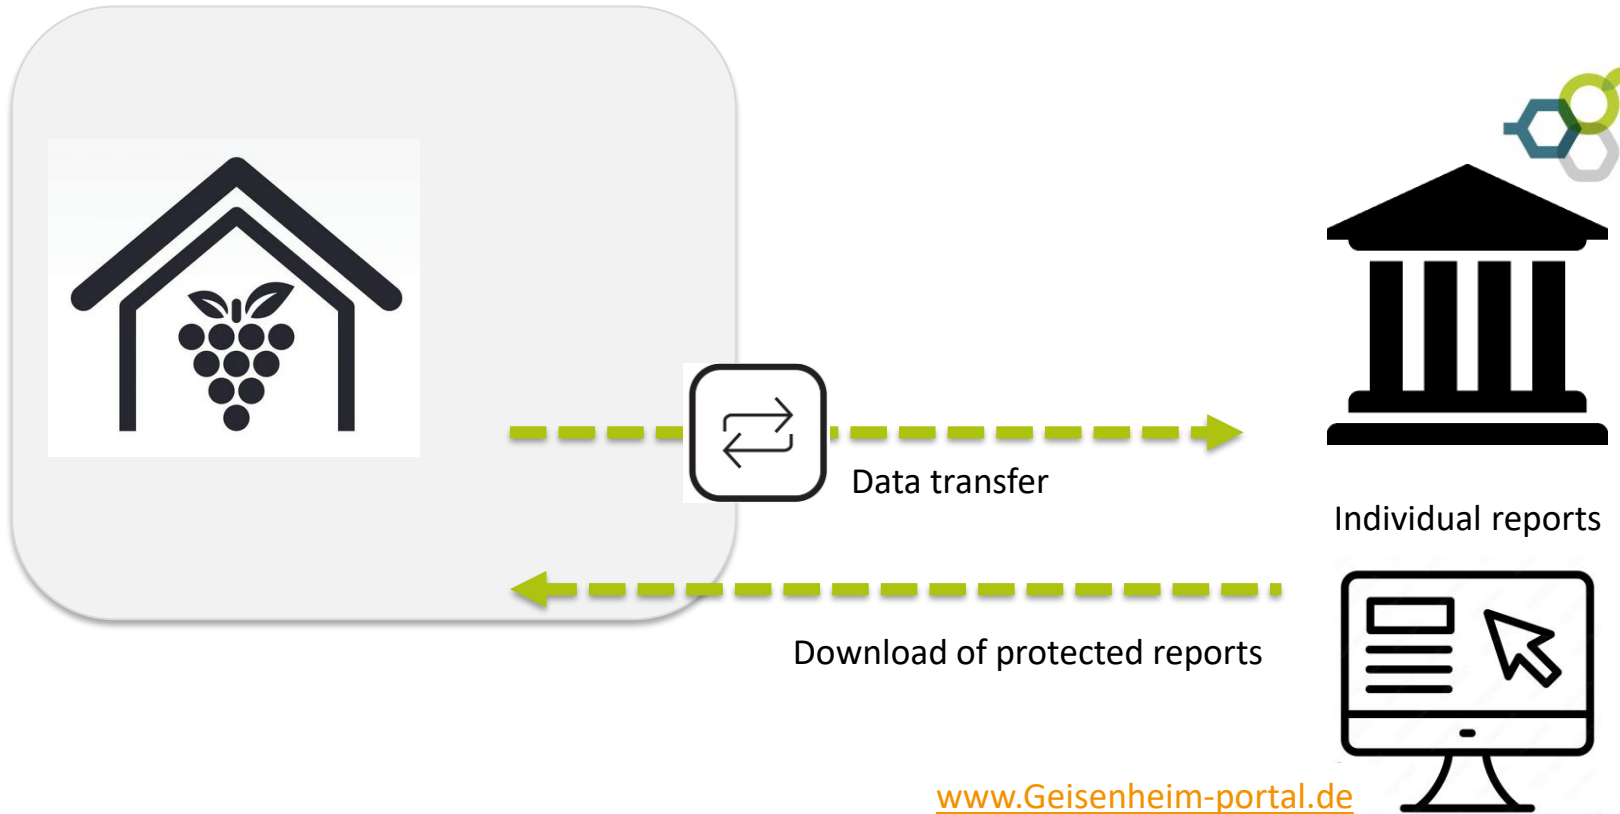 Data transfer
Individual reports
Download of protected reports
www.Geisenheim-portal.de